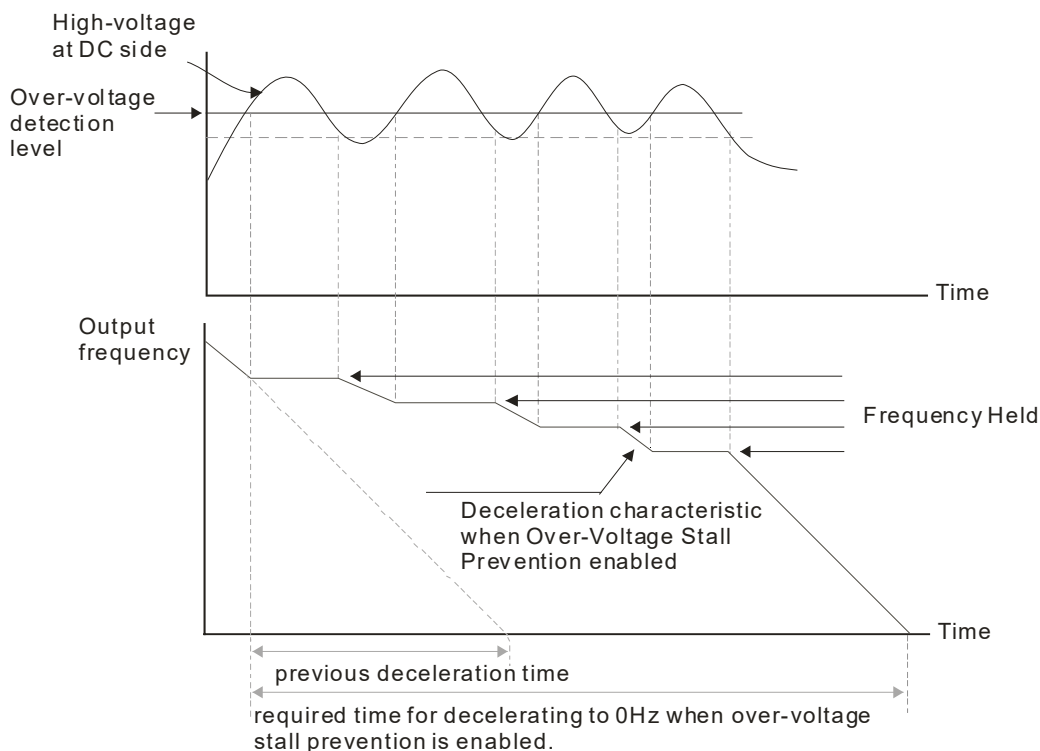 High-voltage
at DC side
Over-voltage
detection
level
Time
Output
frequency
Frequency Held
Deceleration characteristic
when Over-Voltage Stall
Prevention enabled
Time
previous deceleration time
required time for decelerating to 0Hz when over-voltage
stall prevention is enabled.